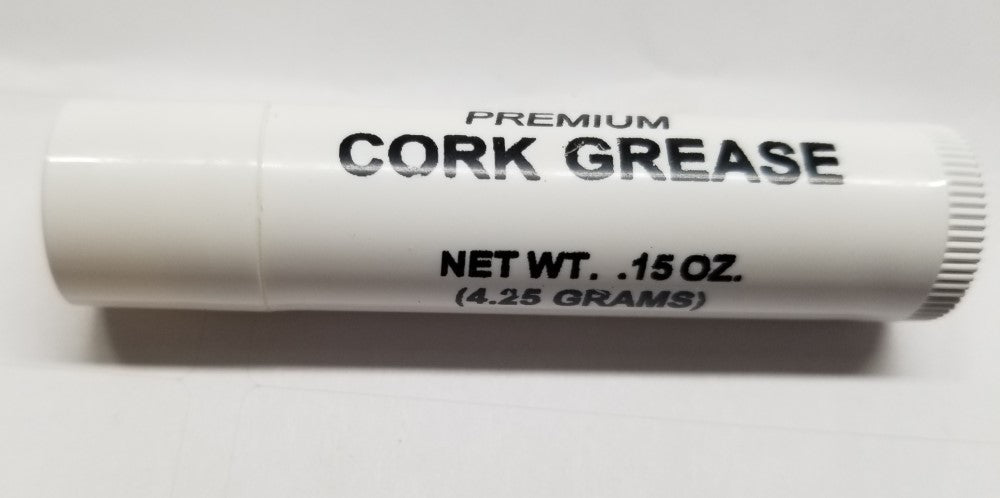 PREMIUM
CORK GREASE
NET WT. .15 OZ.
(4.25 GRAMS)